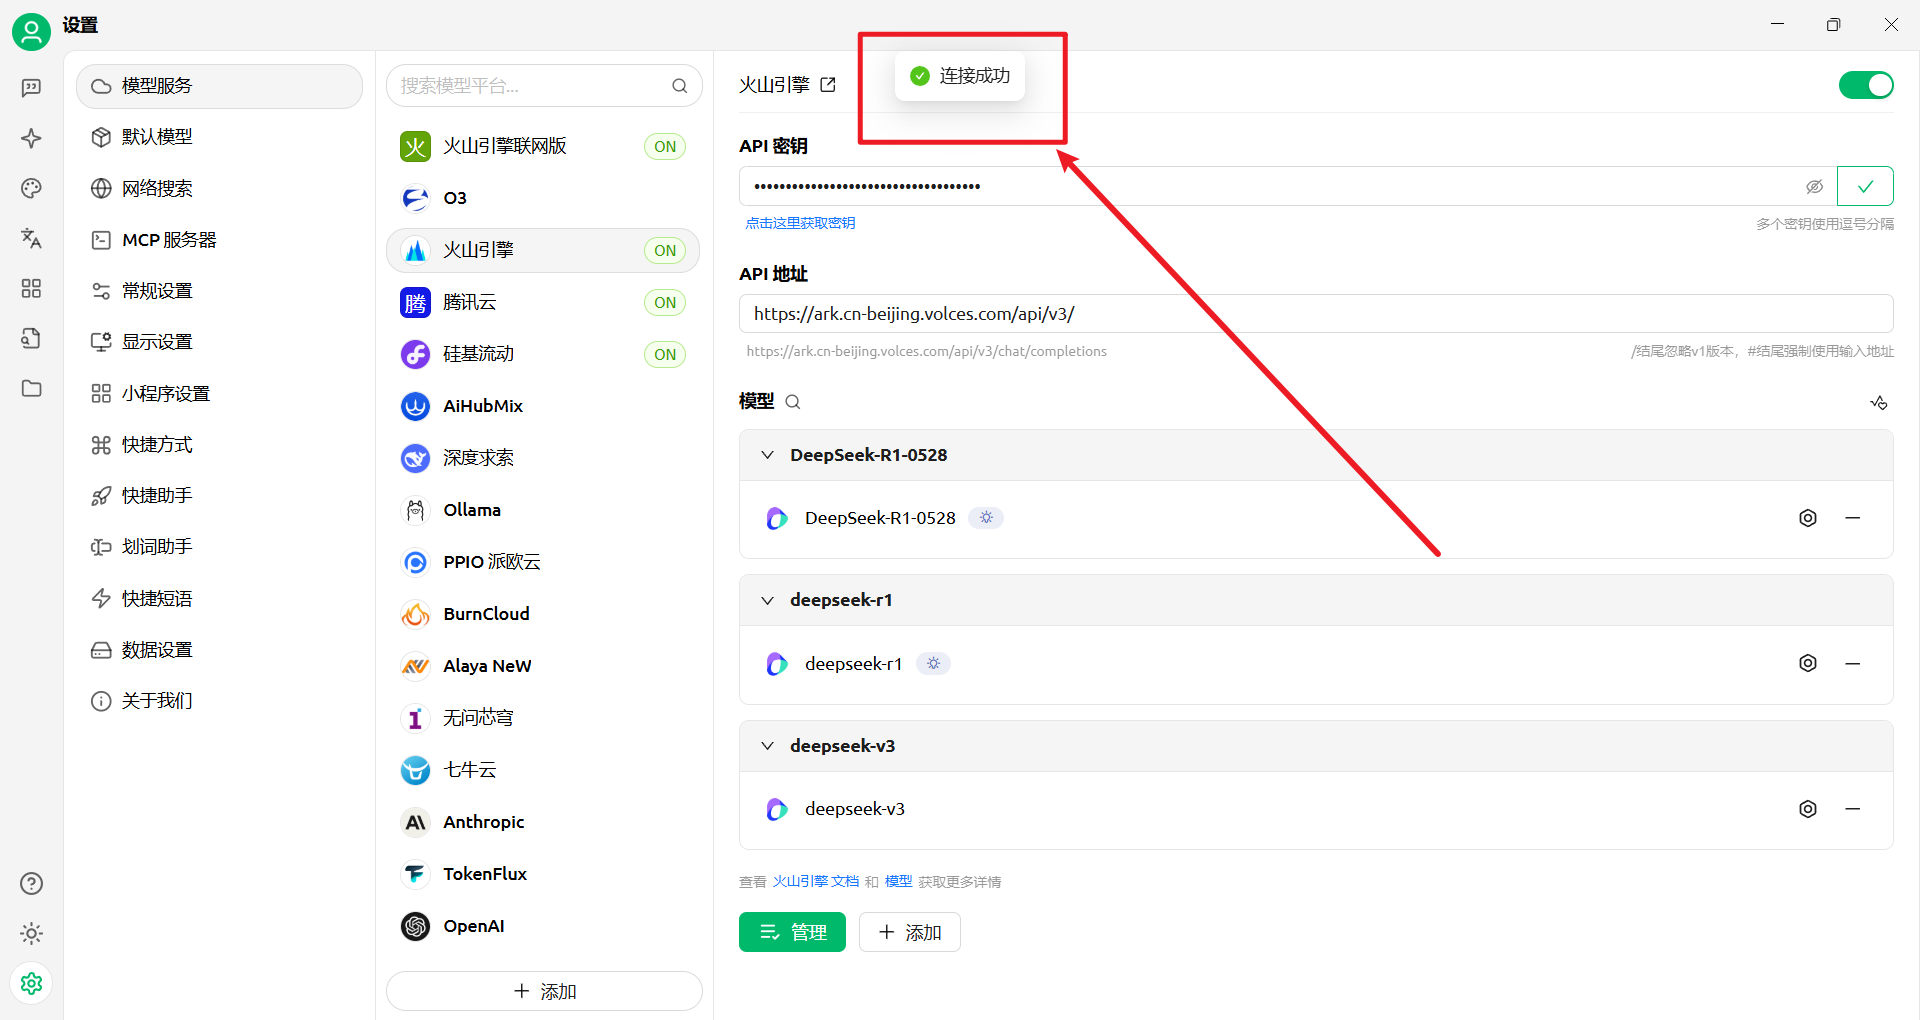 设置
模型服务
默认模型
网络搜索
MCP 服务器
常规设置
显示设置
小程序设置
快捷方式
快捷助手
划词助手
快捷短语
数据设置
关于我们
搜索模型平台...
火 火山引擎联网版 ON
O3
火山引擎 ON
腾 腾讯云 ON
硅基流动 ON
AiHubMix
深度求索
Ollama
PPIO 派欧云
BurnCloud
Alaya NeW
无问芯穹
七牛云
Anthropic
TokenFlux
OpenAI
添加
火山引擎
连接成功
API 密钥
••••••••••••••••••••••••••••••••••••
点击这里获取密钥
多个密钥使用逗号分隔
API 地址
https://ark.cn-beijing.volces.com/api/v3/
https://ark.cn-beijing.volces.com/api/v3/chat/completions
/结尾忽略v1版本，#结尾强制使用输入地址
模型
DeepSeek-R1-0528
DeepSeek-R1-0528
deepseek-r1
deepseek-r1
deepseek-v3
deepseek-v3
查看 火山引擎 文档 和 模型 获取更多详情
管理
添加